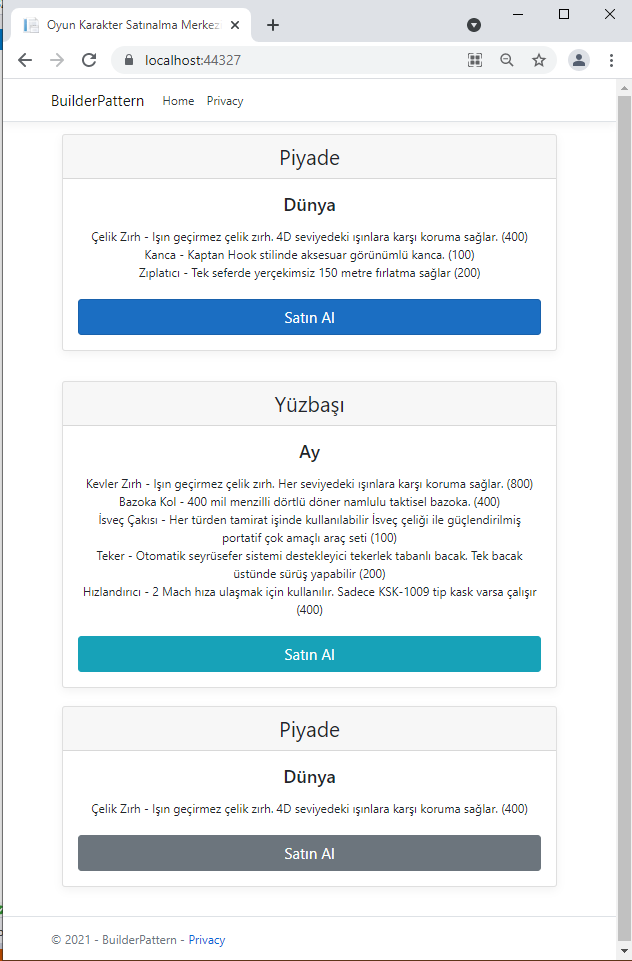 Oyun Karakter Satınalma Merkez
localhost:44327
BuilderPattern Home Privacy
Piyade
Dünya
Çelik Zırh - Işın geçirmez çelik zırh. 4D seviyedeki ışınlara karşı koruma sağlar. (400)
Kanca - Kaptan Hook stilinde aksesuar görünümlü kanca. (100)
Zıplatıcı - Tek seferde yerçekimsiz 150 metre fırlatma sağlar (200)
Satın Al
Yüzbaşı
Ay
Kevler Zırh - Işın geçirmez çelik zırh. Her seviyedeki ışınlara karşı koruma sağlar. (800)
Bazoka Kol - 400 mil menzilli dörtlü döner namlulu taktisel bazoka. (400)
İsveç Çakısı - Her türden tamirat işinde kullanılabilir İsveç çeliği ile güçlendirilmiş
portatif çok amaçlı araç seti (100)
Teker - Otomatik seyrüsefer sistemi destekleyici tekerlek tabanlı bacak. Tek bacak
üstünde sürüş yapabilir (200)
Hızlandırıcı - 2 Mach hıza ulaşmak için kullanılır. Sadece KSK-1009 tip kask varsa çalışır
(400)
Satın Al
Piyade
Dünya
Çelik Zırh - Işın geçirmez çelik zırh. 4D seviyedeki ışınlara karşı koruma sağlar. (400)
Satın Al
© 2021 - BuilderPattern - Privacy